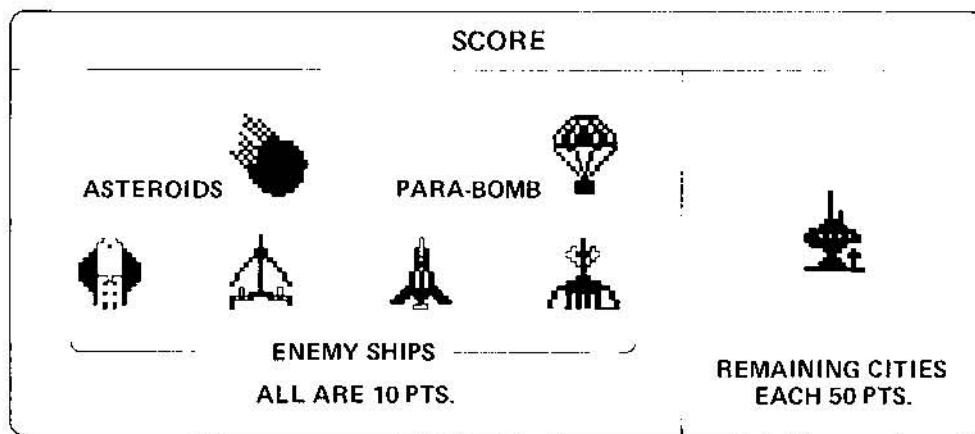 SCORE
ASTEROIDS
PARA-BOMB
ENEMY SHIPS
ALL ARE 10 PTS.
REMAINING CITIES
EACH 50 PTS.